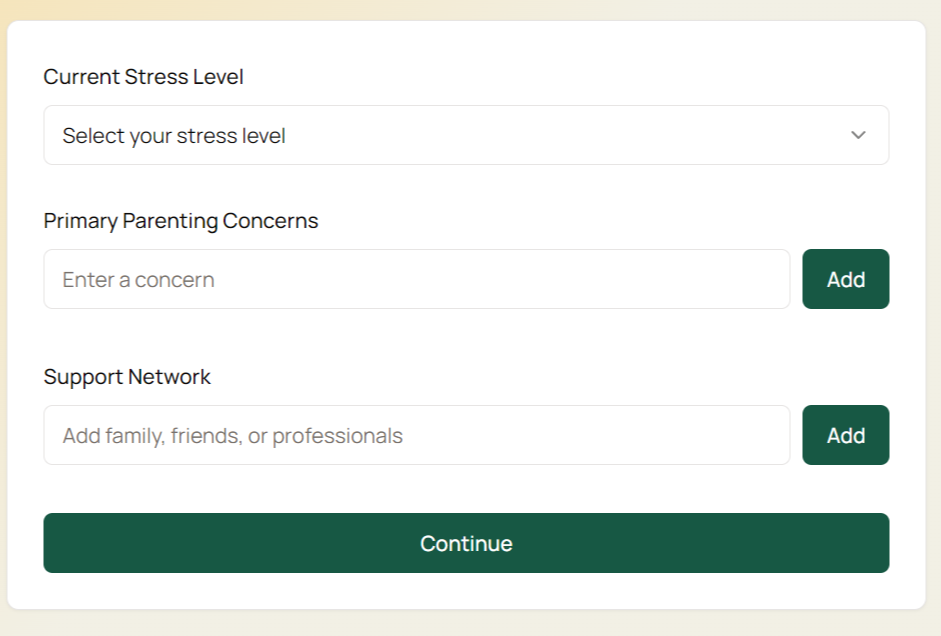 Current Stress Level
Select your stress level
Primary Parenting Concerns
Enter a concern
Add
Support Network
Add family, friends, or professionals
Add
Continue